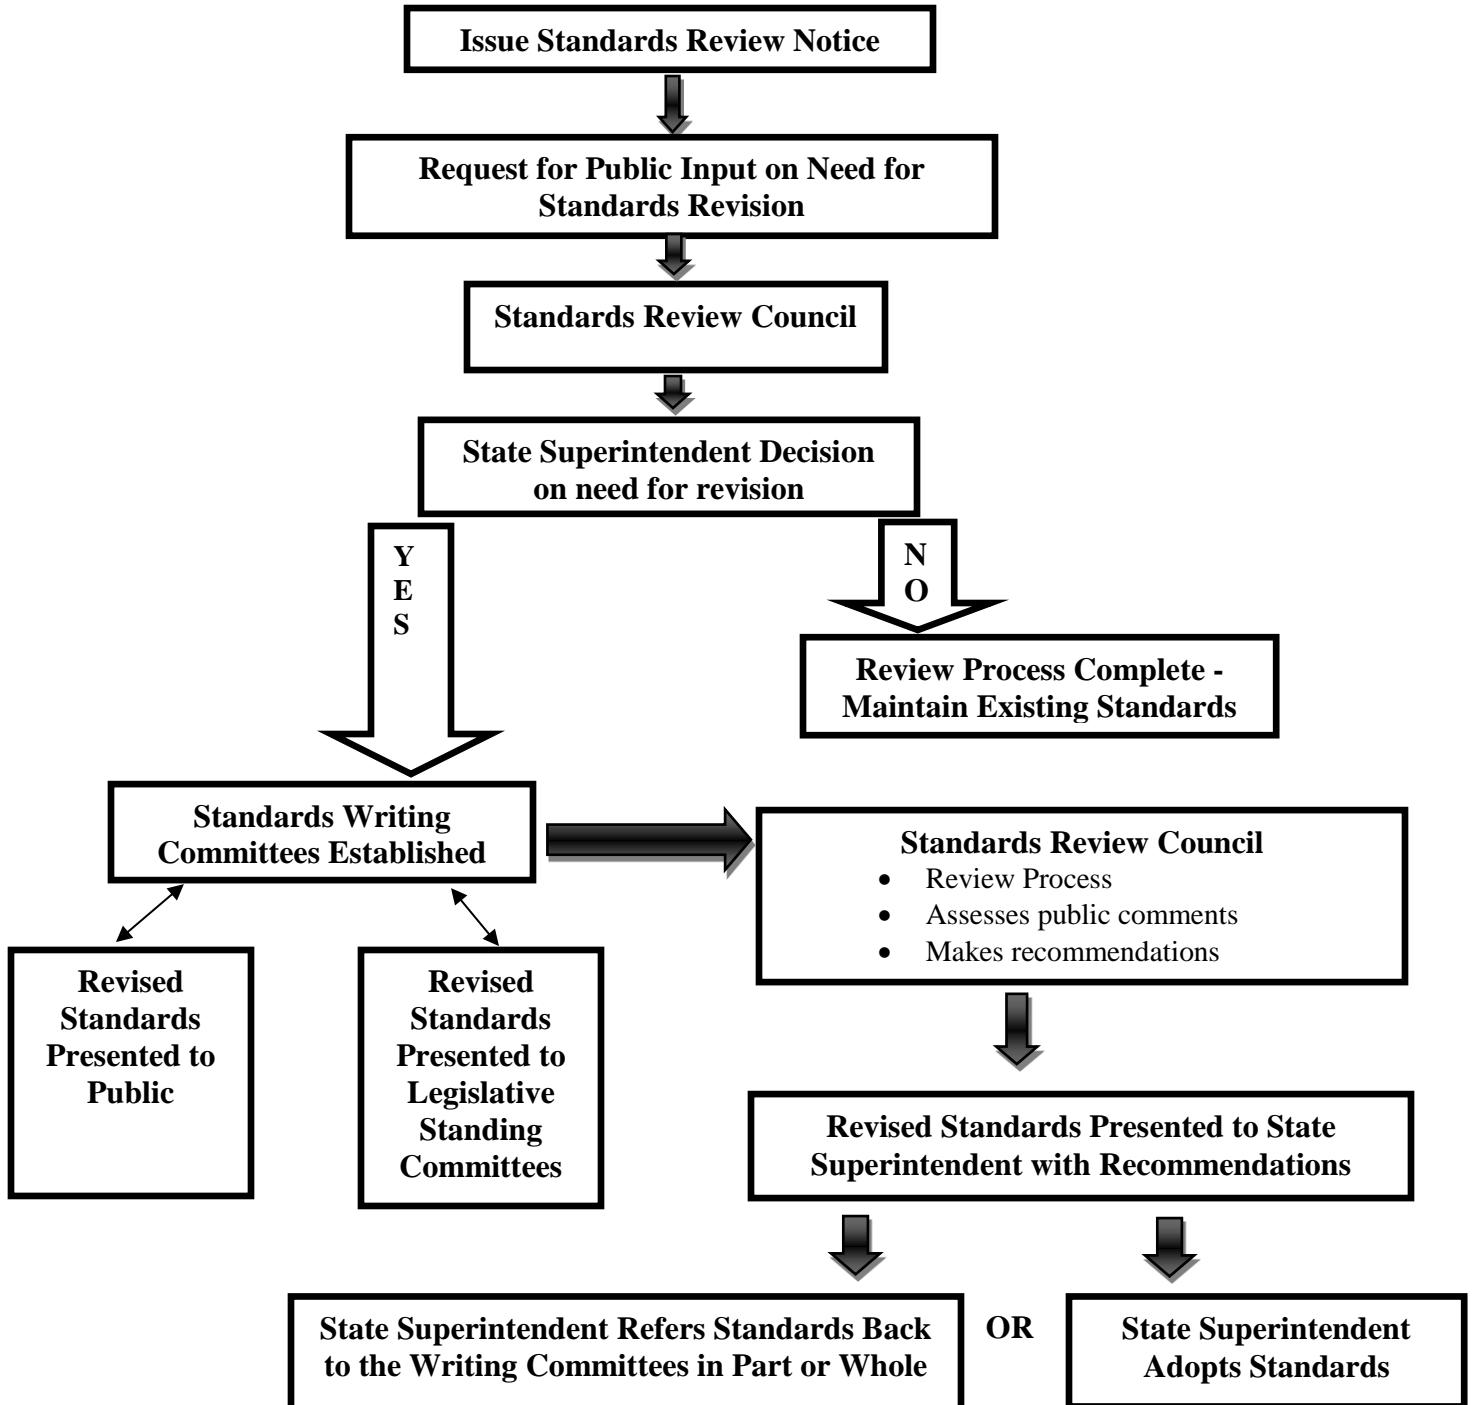 Issue Standards Review Notice
Request for Public Input on Need for
Standards Revision
Standards Review Council
State Superintendent Decision
on need for revision
Y
E
S
N
O
Review Process Complete -
Maintain Existing Standards
Standards Writing
Committees Established
Standards Review Council
• Review Process
• Assesses public comments
• Makes recommendations
Revised
Standards
Presented to
Public
Revised
Standards
Presented to
Legislative
Standing
Committees
Revised Standards Presented to State
Superintendent with Recommendations
State Superintendent Refers Standards Back
to the Writing Committees in Part or Whole
OR
State Superintendent
Adopts Standards